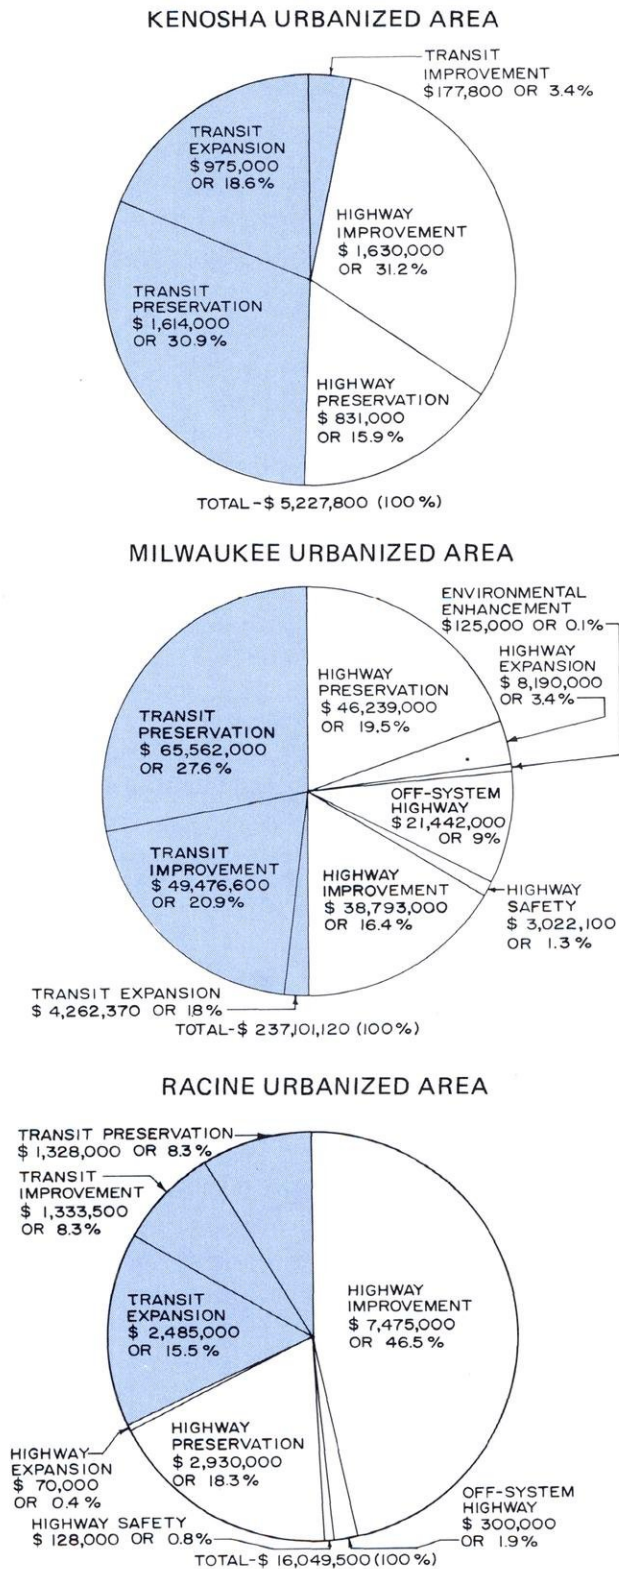 KENOSHA URBANIZED AREA
TRANSIT
IMPROVEMENT
$177,800 OR 3.4%
TRANSIT
EXPANSION
$975,000
OR 18.6%
HIGHWAY
IMPROVEMENT
$ 1,630,000
OR 31.2%
TRANSIT
PRESERVATION
$ 1,614,000
OR 30.9%
HIGHWAY
PRESERVATION
$ 831,000
OR 15.9%
TOTAL-$ 5,227,800 (100%)
MILWAUKEE URBANIZED AREA
ENVIRONMENTAL
ENHANCEMENT
$125,000 OR 0.1%
HIGHWAY
EXPANSION
$ 8,190,000
OR 3.4%
HIGHWAY
PRESERVATION
$ 46,239,000
OR 19.5%
TRANSIT
PRESERVATION
$ 65,562,000
OR 27.6%
OFF-SYSTEM
HIGHWAY
$21,442,000
OR 9%
TRANSIT
IMPROVEMENT
$ 49,476,600
OR 20.9%
HIGHWAY
IMPROVEMENT
$ 38,793,000
OR 16.4%
HIGHWAY
SAFETY
$ 3,022,100
OR 1.3%
TRANSIT EXPANSION
$ 4,262,370 OR 1.8%
TOTAL-$ 237,101,120 (100%)
RACINE URBANIZED AREA
TRANSIT PRESERVATION
$ 1,328,000 OR 8.3%
TRANSIT
IMPROVEMENT
$ 1,333,500
OR 8.3%
HIGHWAY
IMPROVEMENT
$ 7,475,000
OR 46.5%
TRANSIT
EXPANSION
$ 2,485,000
OR 15.5%
HIGHWAY
PRESERVATION
$ 2,930,000
OR 18.3%
HIGHWAY
EXPANSION
$ 70,000
OR 0.4%
OFF-SYSTEM
HIGHWAY
$ 300,000
OR 1.9%
HIGHWAY SAFETY
$ 128,000 OR 0.8%
TOTAL-$ 16,049,500 (100%)